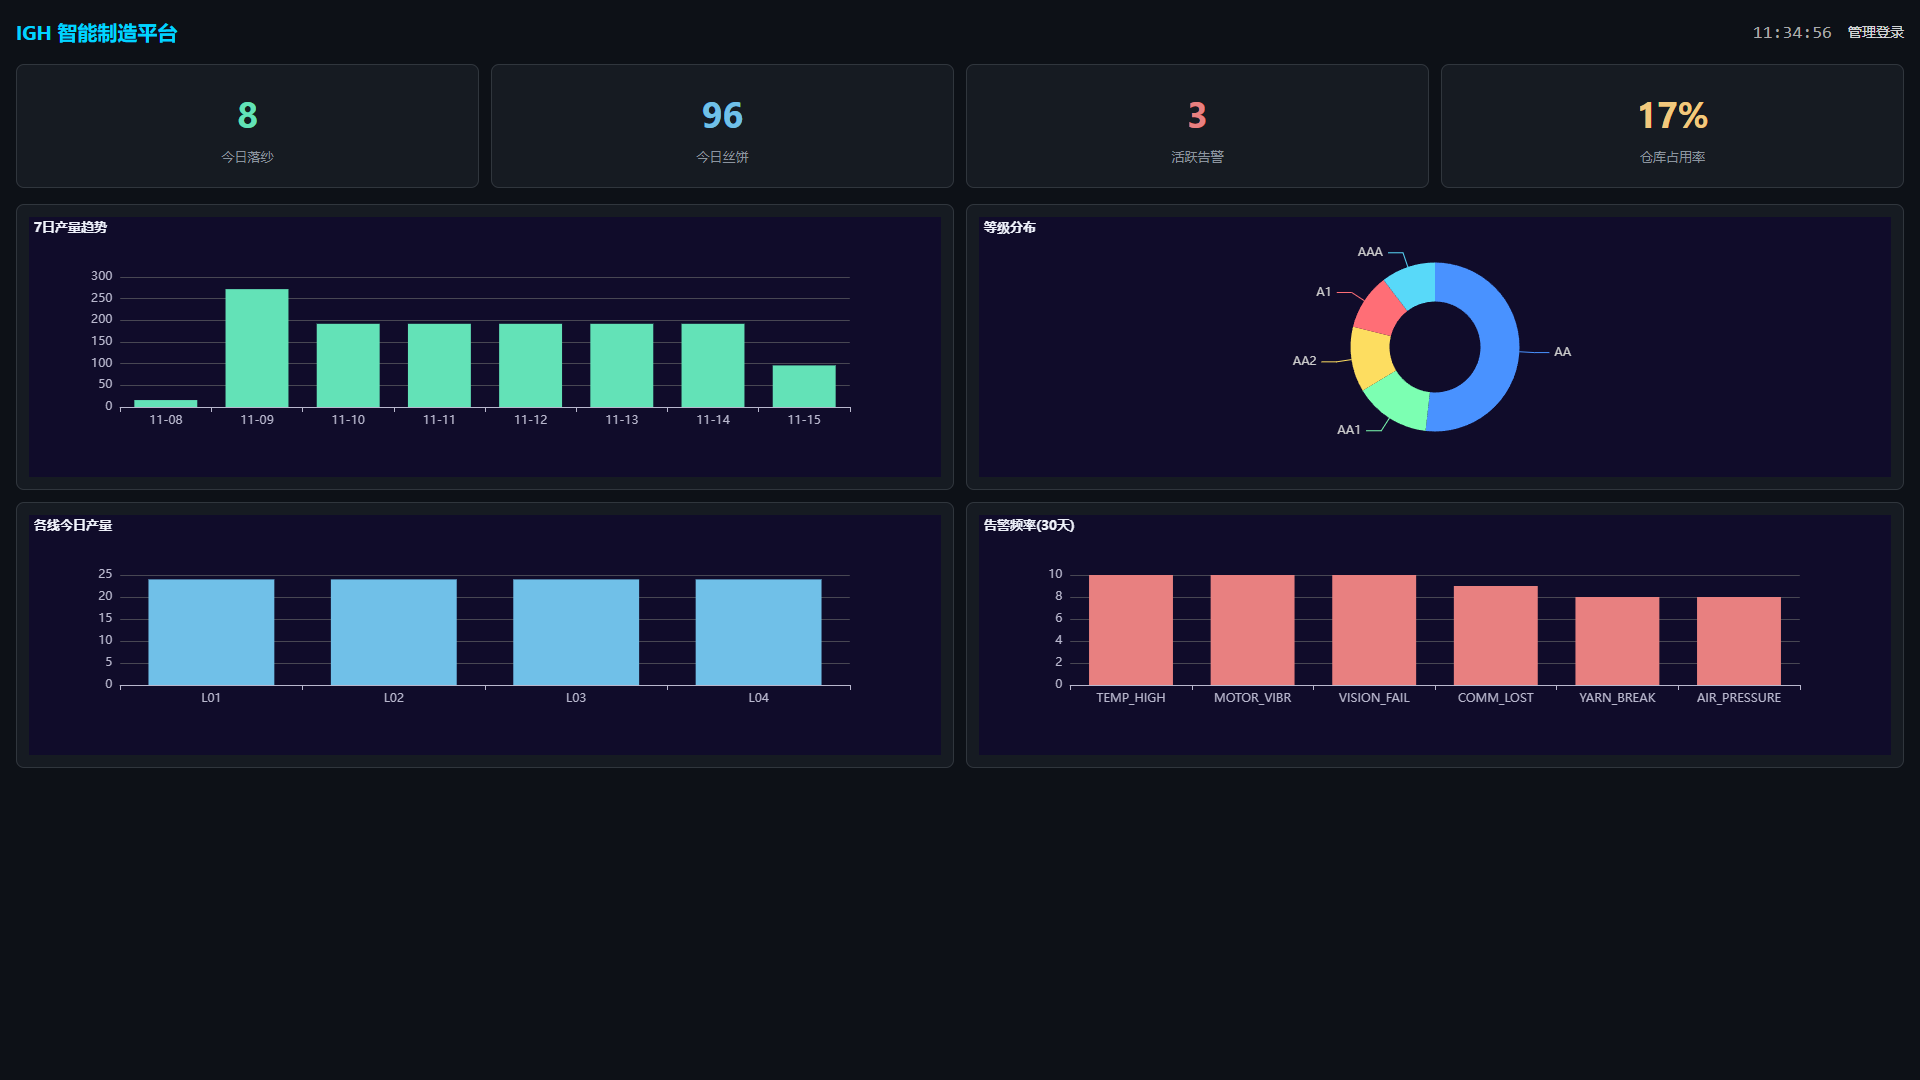 IGH 智能制造平台
11:34:56 管理登录
8
今日落纱
96
今日丝饼
3
活跃告警
17%
仓库占用率
7日产量趋势
300
250
200
150
100
50
0
11-08 11-09 11-10 11-11 11-12 11-13 11-14 11-15
等级分布
AAA
A1
AA
AA2
AA1
各线今日产量
25
20
15
10
5
0
L01 L02 L03 L04
告警频率(30天)
10
8
6
4
2
0
TEMP_HIGH MOTOR_VIBR VISION_FAIL COMM_LOST YARN_BREAK AIR_PRESSURE